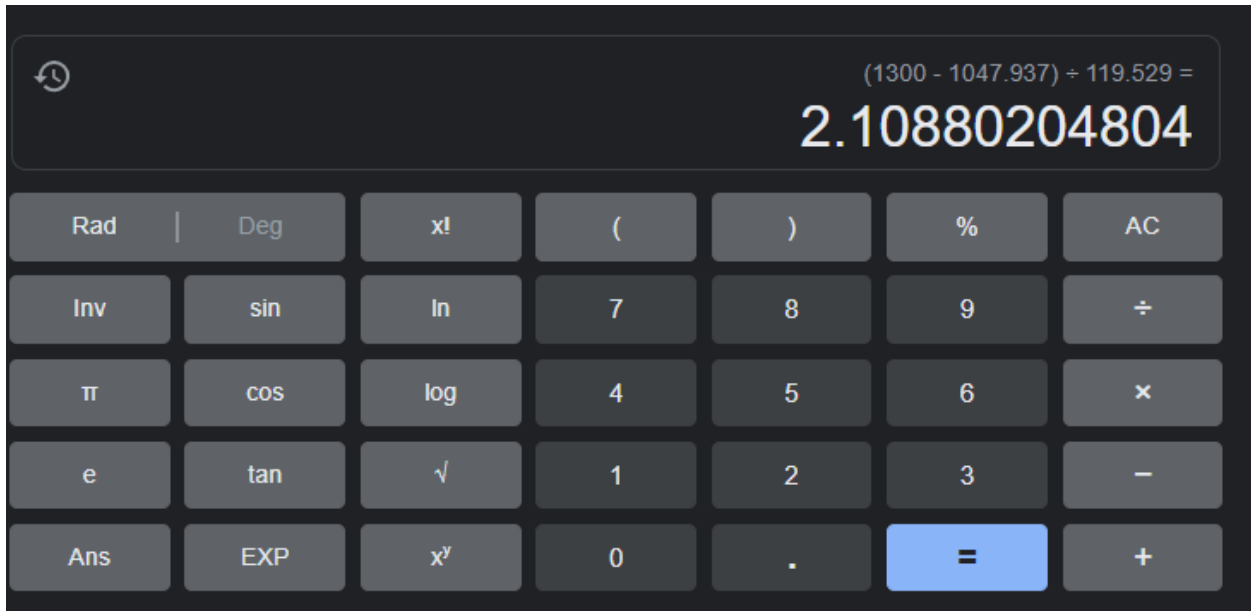 (1300 - 1047.937) ÷ 119.529 =
2.10880204804
Rad | Deg x! ( ) % AC
Inv sin ln 7 8 9 ÷
π cos log 4 5 6 ×
e tan √ 1 2 3 −
Ans EXP xʸ 0 . = +